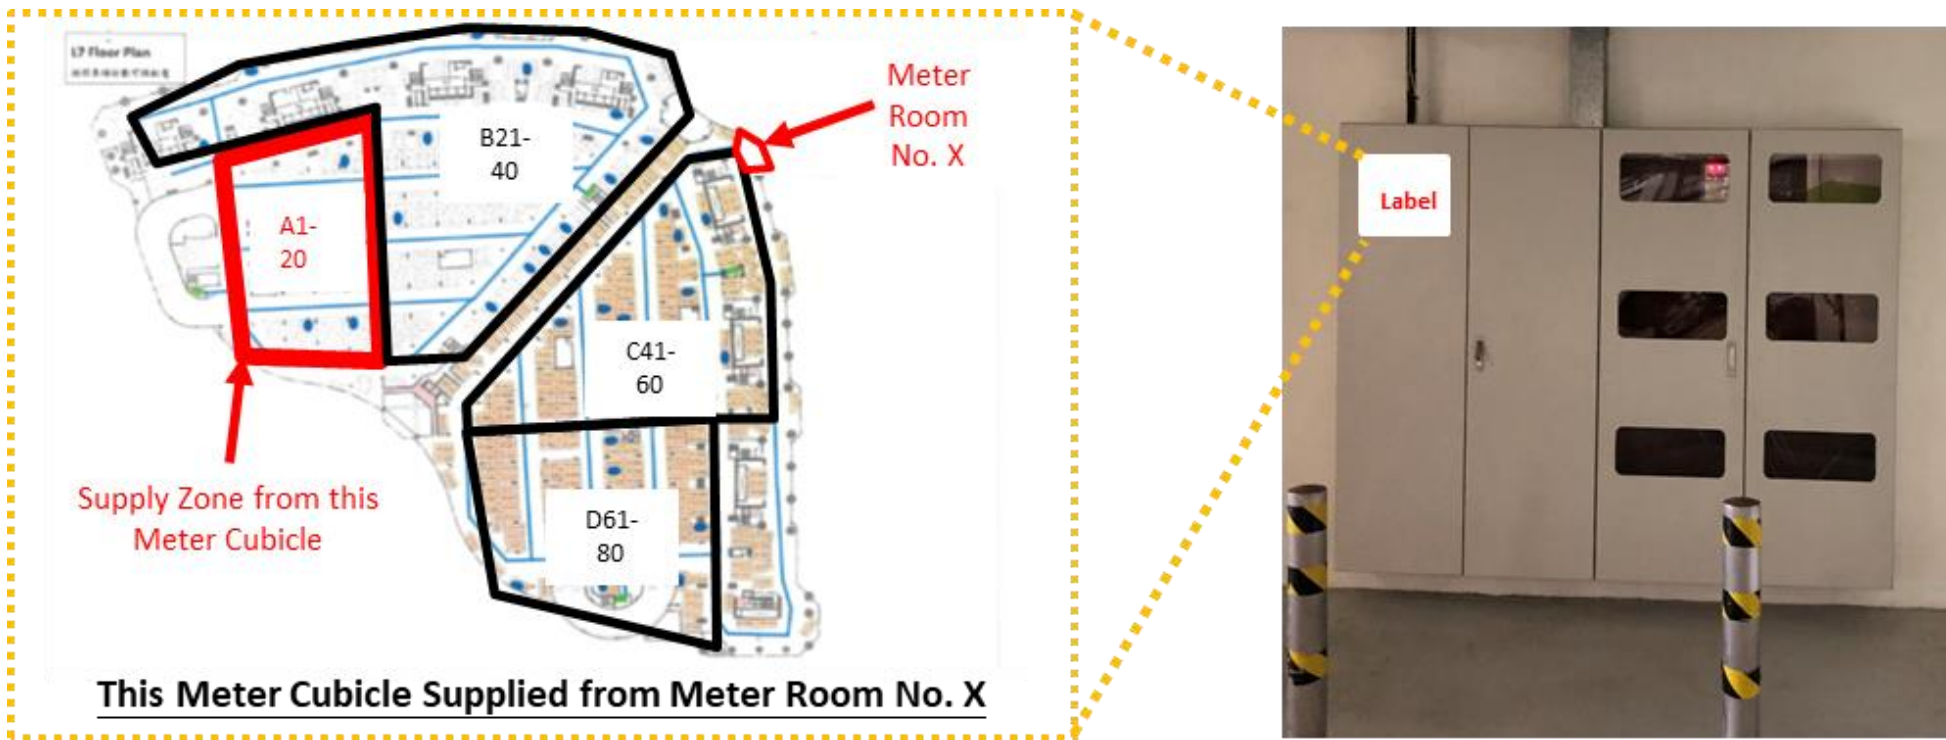 L7 Floor Plan
B21-
40
Meter
Room
No. X
A1-
20
C41-
60
Supply Zone from this
Meter Cubicle
D61-
80
This Meter Cubicle Supplied from Meter Room No. X
Label